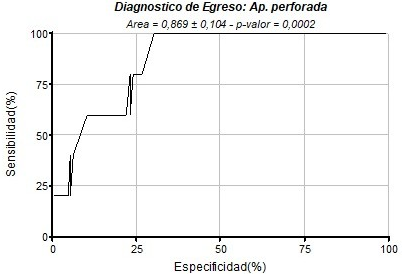 Diagnostico de Egreso: Ap. perforada
Area = 0,869 ± 0,104 - p-valor = 0,0002
100
75
50
25
0
Sensibilidad(%)
0 25 50 75 100
Especificidad(%)